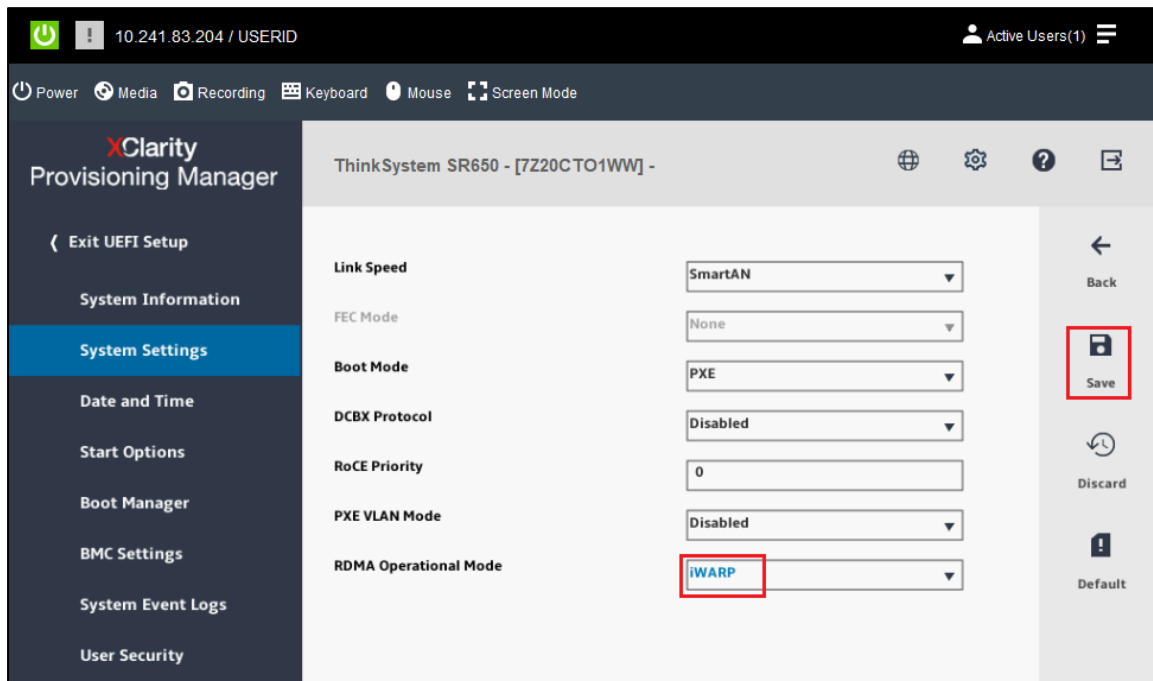 10.241.83.204 / USERID
Active Users(1)
Power Media Recording Keyboard Mouse Screen Mode
XClarity
Provisioning Manager
ThinkSystem SR650 - [7Z20CTO1WW] -
Exit UEFI Setup
System Information
System Settings
Date and Time
Start Options
Boot Manager
BMC Settings
System Event Logs
User Security
Link Speed SmartAN
FEC Mode None
Boot Mode PXE
DCBX Protocol Disabled
RoCE Priority 0
PXE VLAN Mode Disabled
RDMA Operational Mode iWARP
Back
Save
Discard
Default